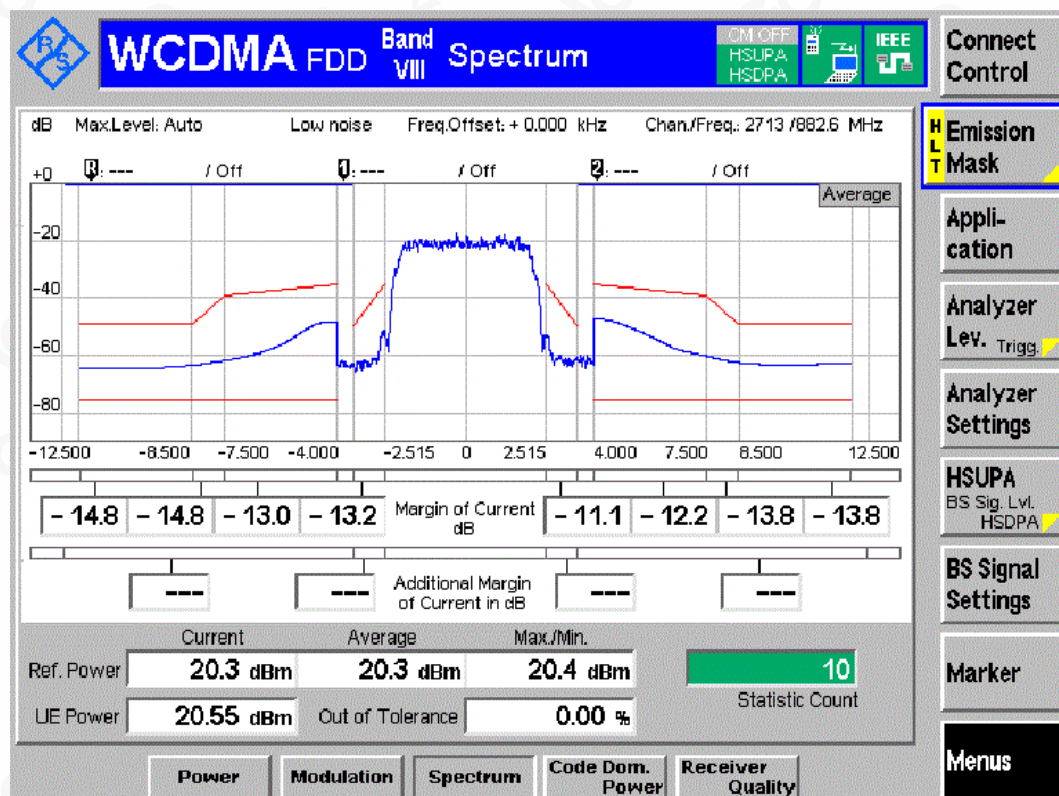 R S
WCDMA FDD Band VIII Spectrum
CM OFF
HSUPA
HSDPA
IEEE
Connect Control
dB Max.Level: Auto Low noise Freq.Offset: + 0.000 kHz Chan./Freq.: 2713 /882.6 MHz
H L T Emission Mask
+0 R: --- / Off 1: --- / Off 2: --- / Off
Average
-20
-40
-60
-80
-12.500 -8.500 -7.500 -4.000 -2.515 0 2.515 4.000 7.500 8.500 12.500
Appli-
cation
Analyzer
Lev. Trigg.
Analyzer
Settings
- 14.8 - 14.8 - 13.0 - 13.2 Margin of Current dB - 11.1 - 12.2 - 13.8 - 13.8
HSUPA
BS Sig. Lvl.
HSDPA
--- --- Additional Margin of Current in dB --- ---
BS Signal
Settings
Current Average Max./Min.
Ref. Power 20.3 dBm 20.3 dBm 20.4 dBm 10
Statistic Count
UE Power 20.55 dBm Out of Tolerance 0.00 %
Marker
Menus
Power Modulation Spectrum Code Dom. Power Receiver Quality